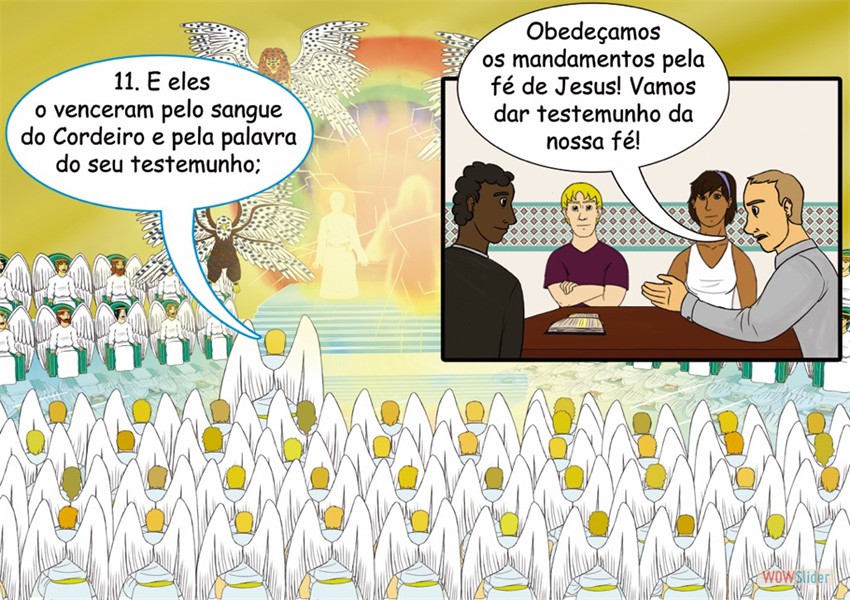 11. E eles
o venceram pelo sangue
do Cordeiro e pela palavra
do seu testemunho;
Obedeçamos
os mandamentos pela
fé de Jesus! Vamos
dar testemunho da
nossa fé!
WOWSlider